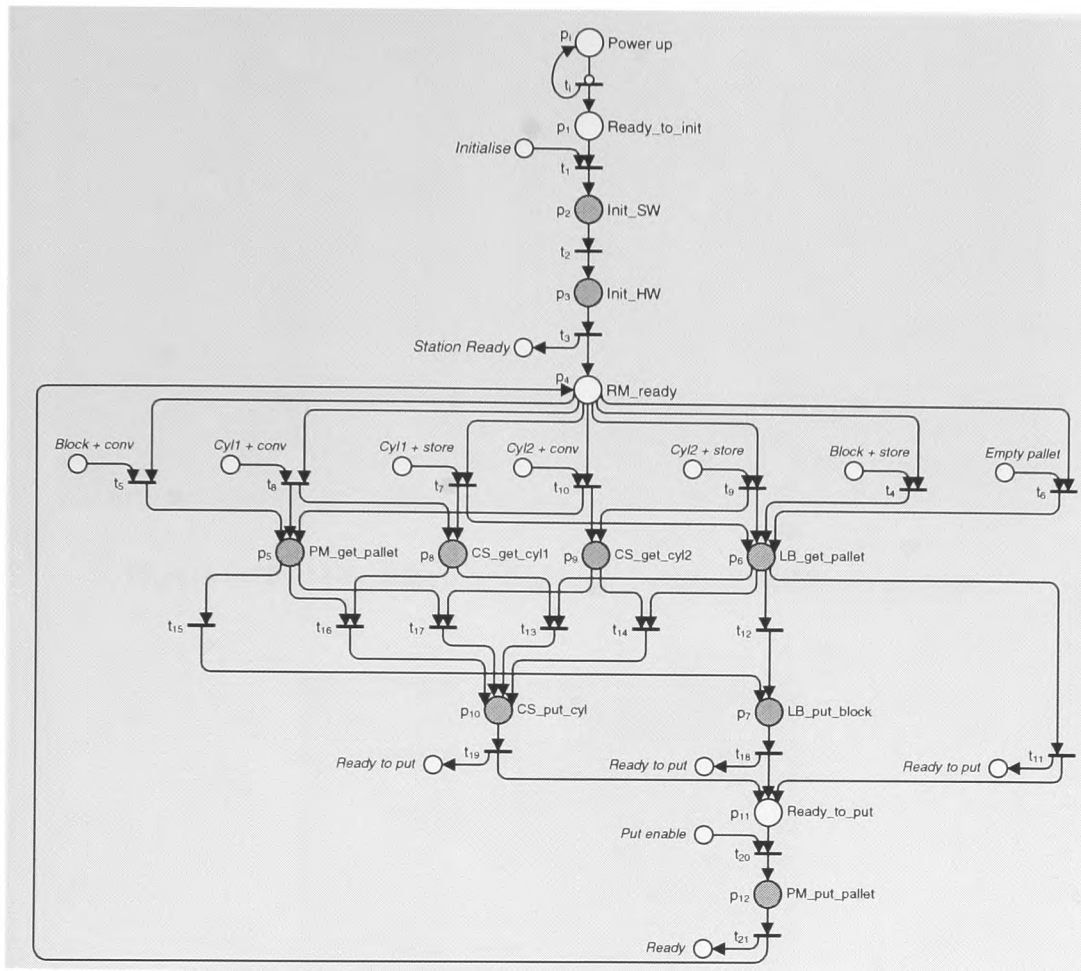 pᵢ Power up
tᵢ
p₁ Ready_to_init
Initialise
t₁
p₂ Init_SW
t₂
p₃ Init_HW
t₃
Station Ready
p₄
RM_ready
Block + conv
Cyl1 + conv
Cyl1 + store
Cyl2 + conv
Cyl2 + store
Block + store
Empty pallet
t₅ t₈ t₇ t₁₀ t₉ t₄ t₆
p₅ PM_get_pallet p₈ CS_get_cyl1 p₉ CS_get_cyl2 p₆ LB_get_pallet
t₁₅ t₁₆ t₁₇ t₁₃ t₁₄ t₁₂
p₁₀ CS_put_cyl p₇ LB_put_block
t₁₉ t₁₈ t₁₁
Ready to put Ready to put Ready to put
p₁₁ Ready_to_put
Put enable
t₂₀
p₁₂ PM_put_pallet
t₂₁
Ready